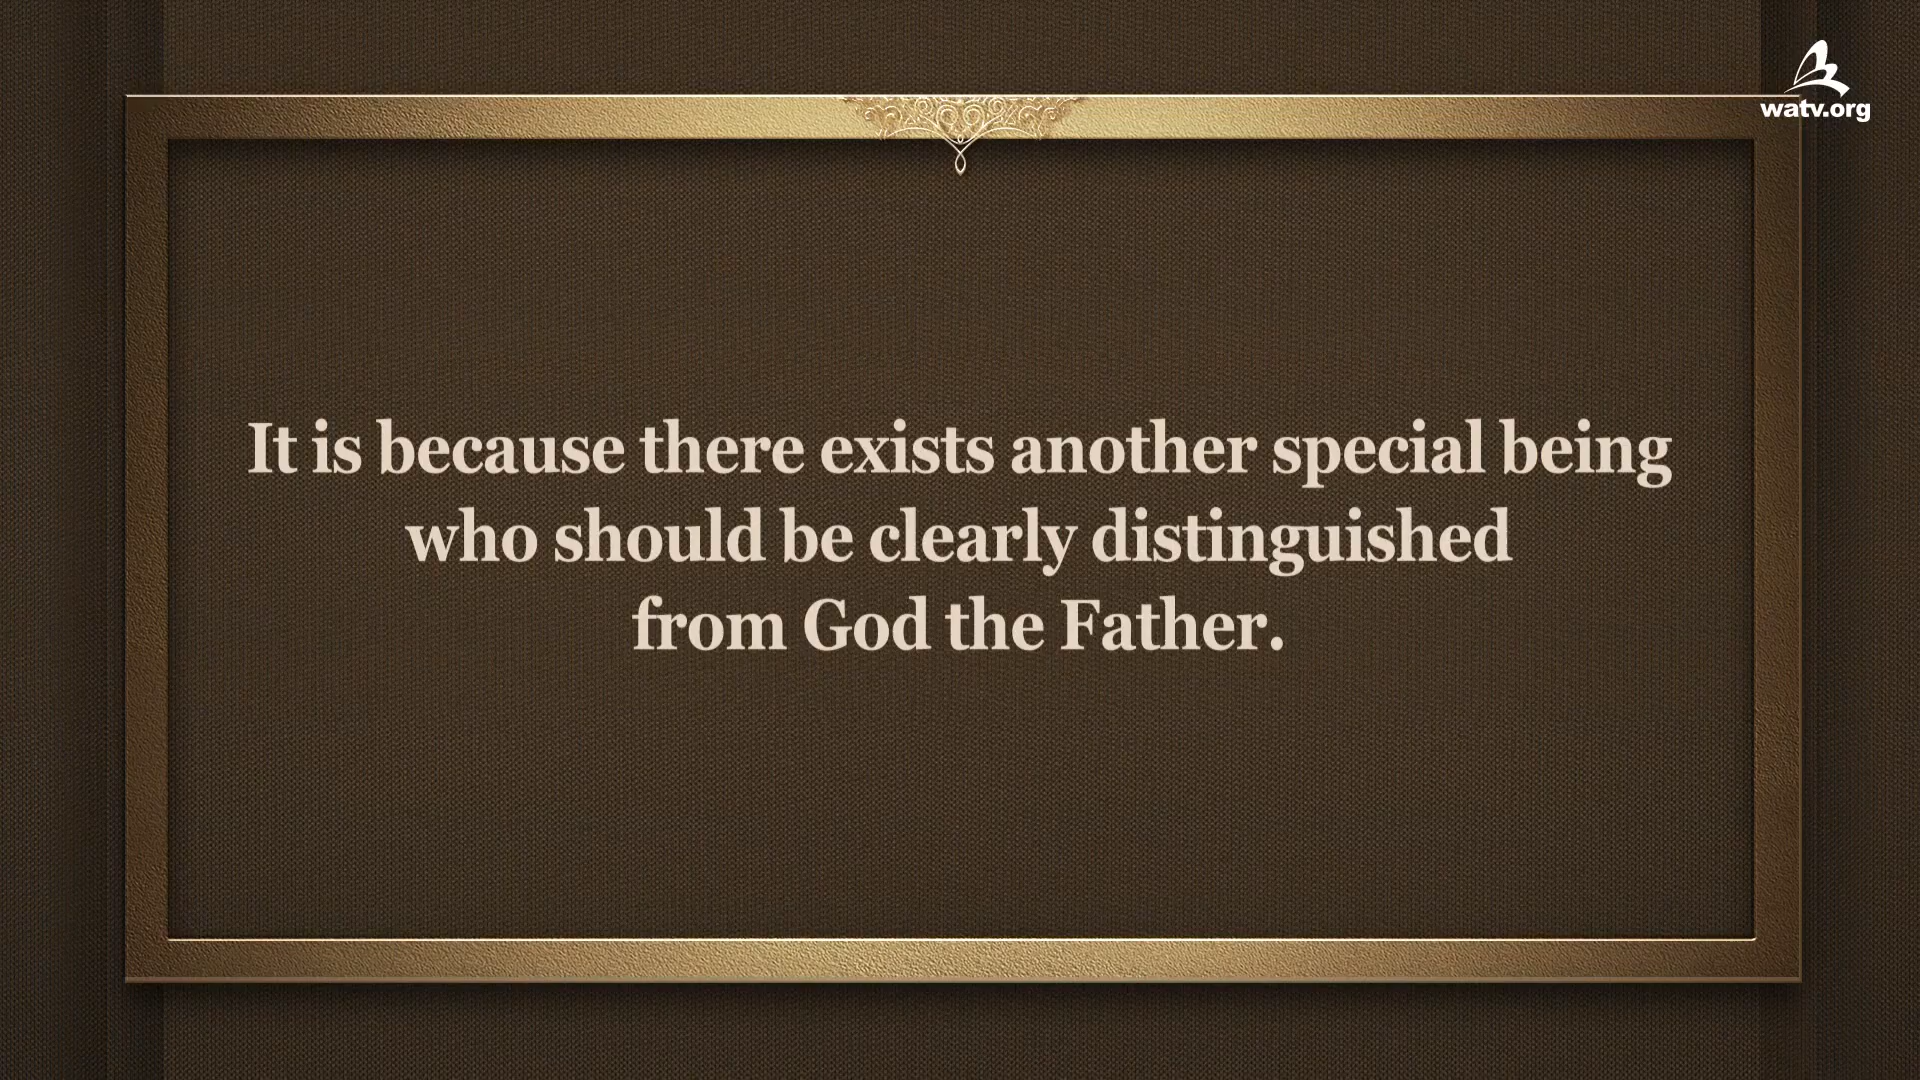 watv.org
It is because there exists another special being
who should be clearly distinguished
from God the Father.